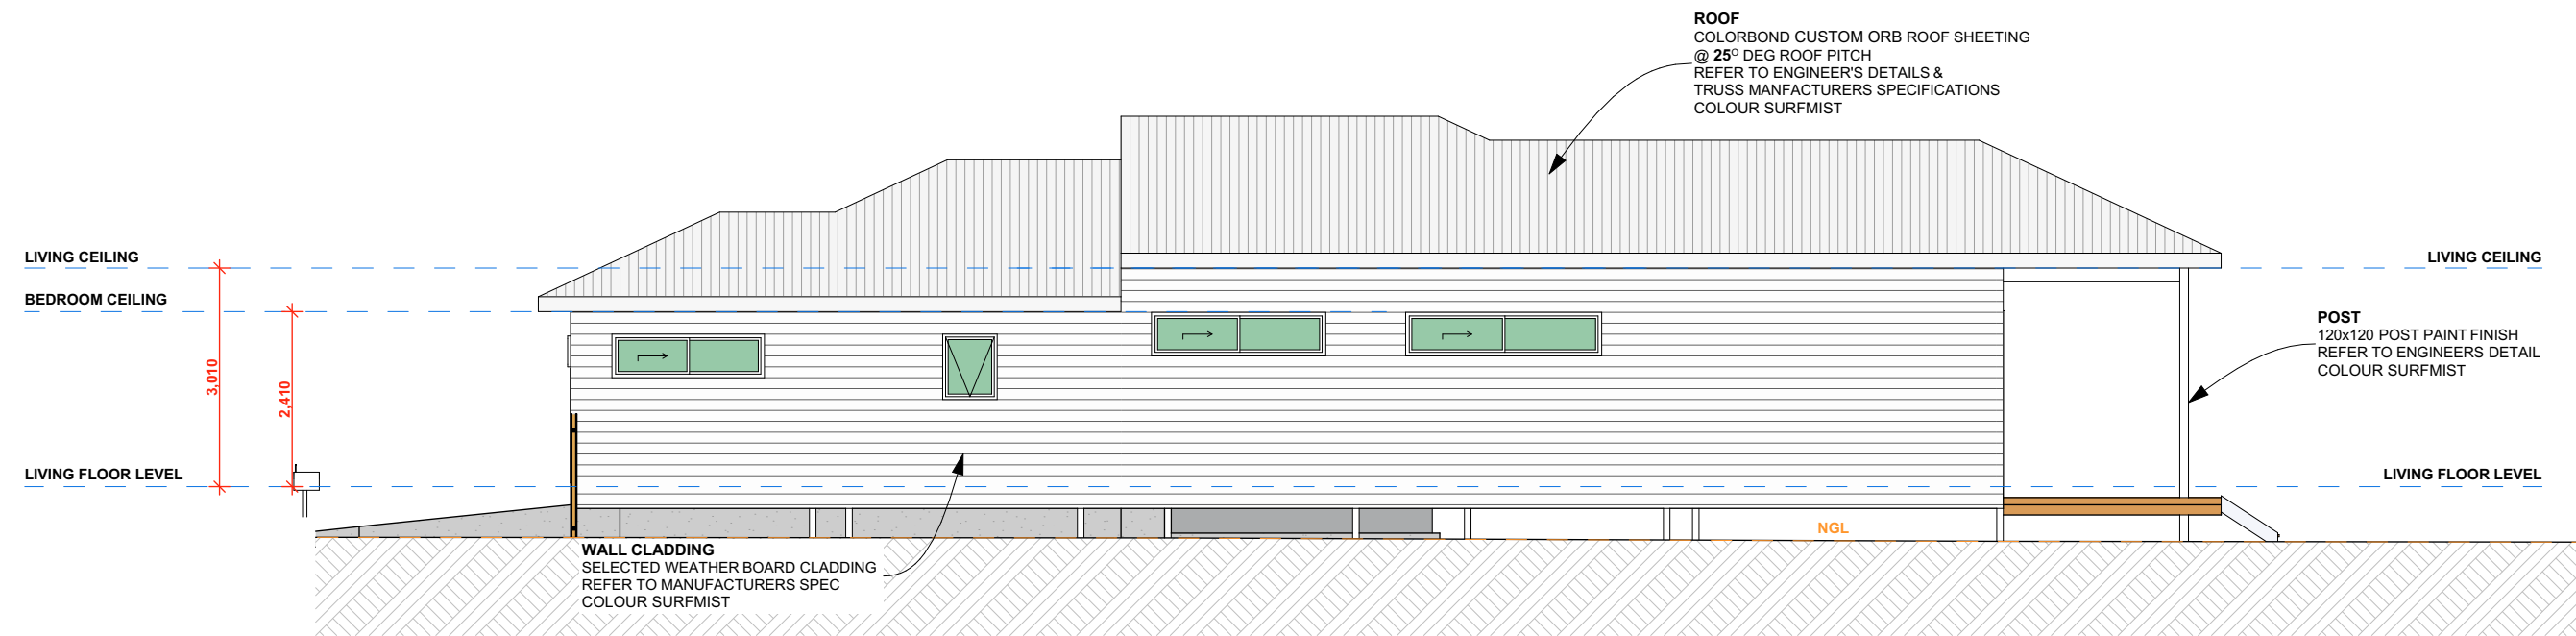 ROOF
COLORBOND CUSTOM ORB ROOF SHEETING
@ 25° DEG ROOF PITCH
REFER TO ENGINEER'S DETAILS &
TRUSS MANFACTURERS SPECIFICATIONS
COLOUR SURFMIST
LIVING CEILING
LIVING CEILING
BEDROOM CEILING
POST
120x120 POST PAINT FINISH
REFER TO ENGINEERS DETAIL
COLOUR SURFMIST
3,010
2,410
LIVING FLOOR LEVEL
LIVING FLOOR LEVEL
NGL
WALL CLADDING
SELECTED WEATHER BOARD CLADDING
REFER TO MANUFACTURERS SPEC
COLOUR SURFMIST